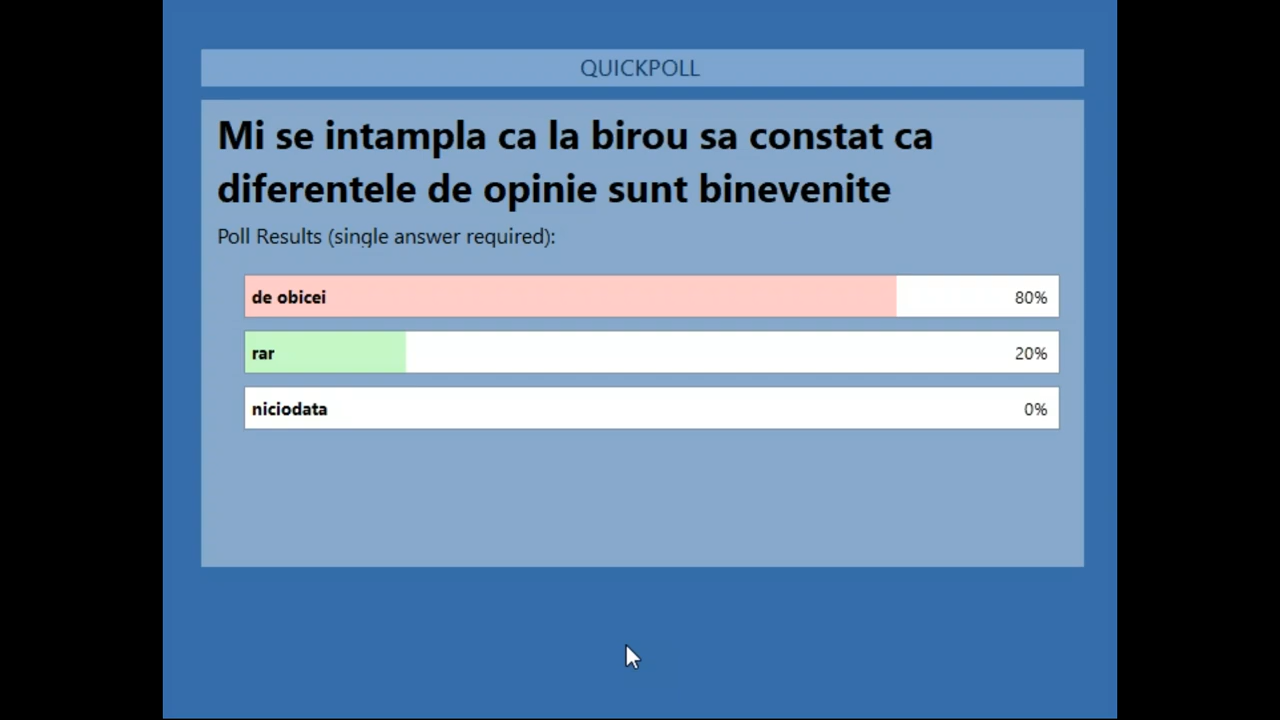 QUICKPOLL
Mi se intampla ca la birou sa constat ca
diferentele de opinie sunt binevenite
Poll Results (single answer required):
de obicei 80%
rar 20%
niciodata 0%